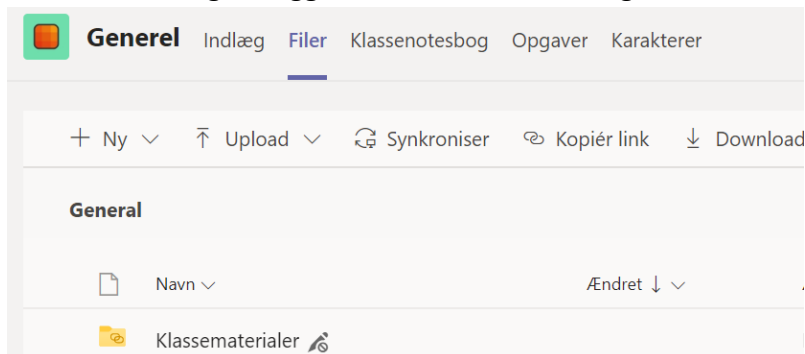 Generel Indlæg Filer Klassenotesbog Opgaver Karakterer
Ny Upload Synkroniser Kopiér link Download
General
Navn Ændret
Klassematerialer